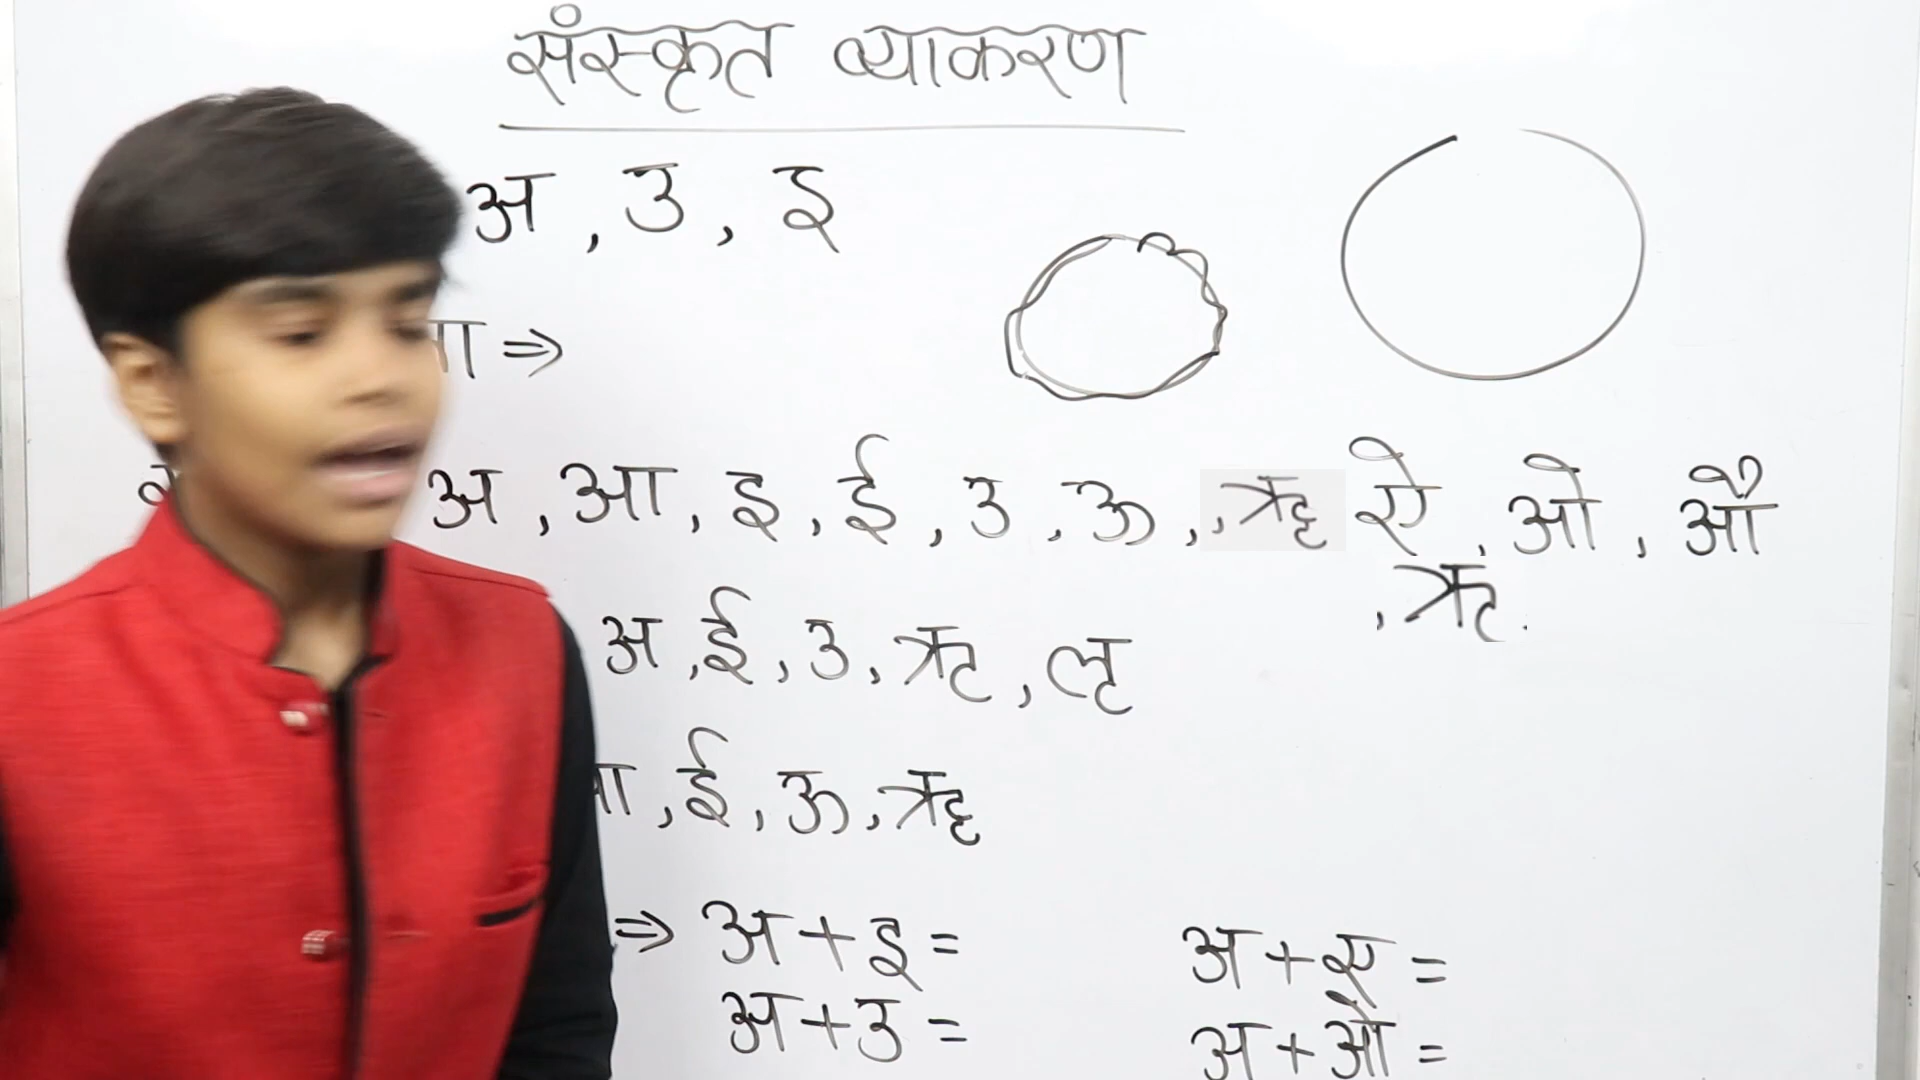 संस्कृत व्याकरण
अ , उ , इ
⇒
अ , आ , इ , ई , उ , ऊ , , ॠ ऐ , ओ , औ
, ऋ .
अ , ई , उ , ऋ , लृ
, ई , ऊ , ॠ
⇒ अ + इ = अ + ए =
अ + उ = अ + ओ =